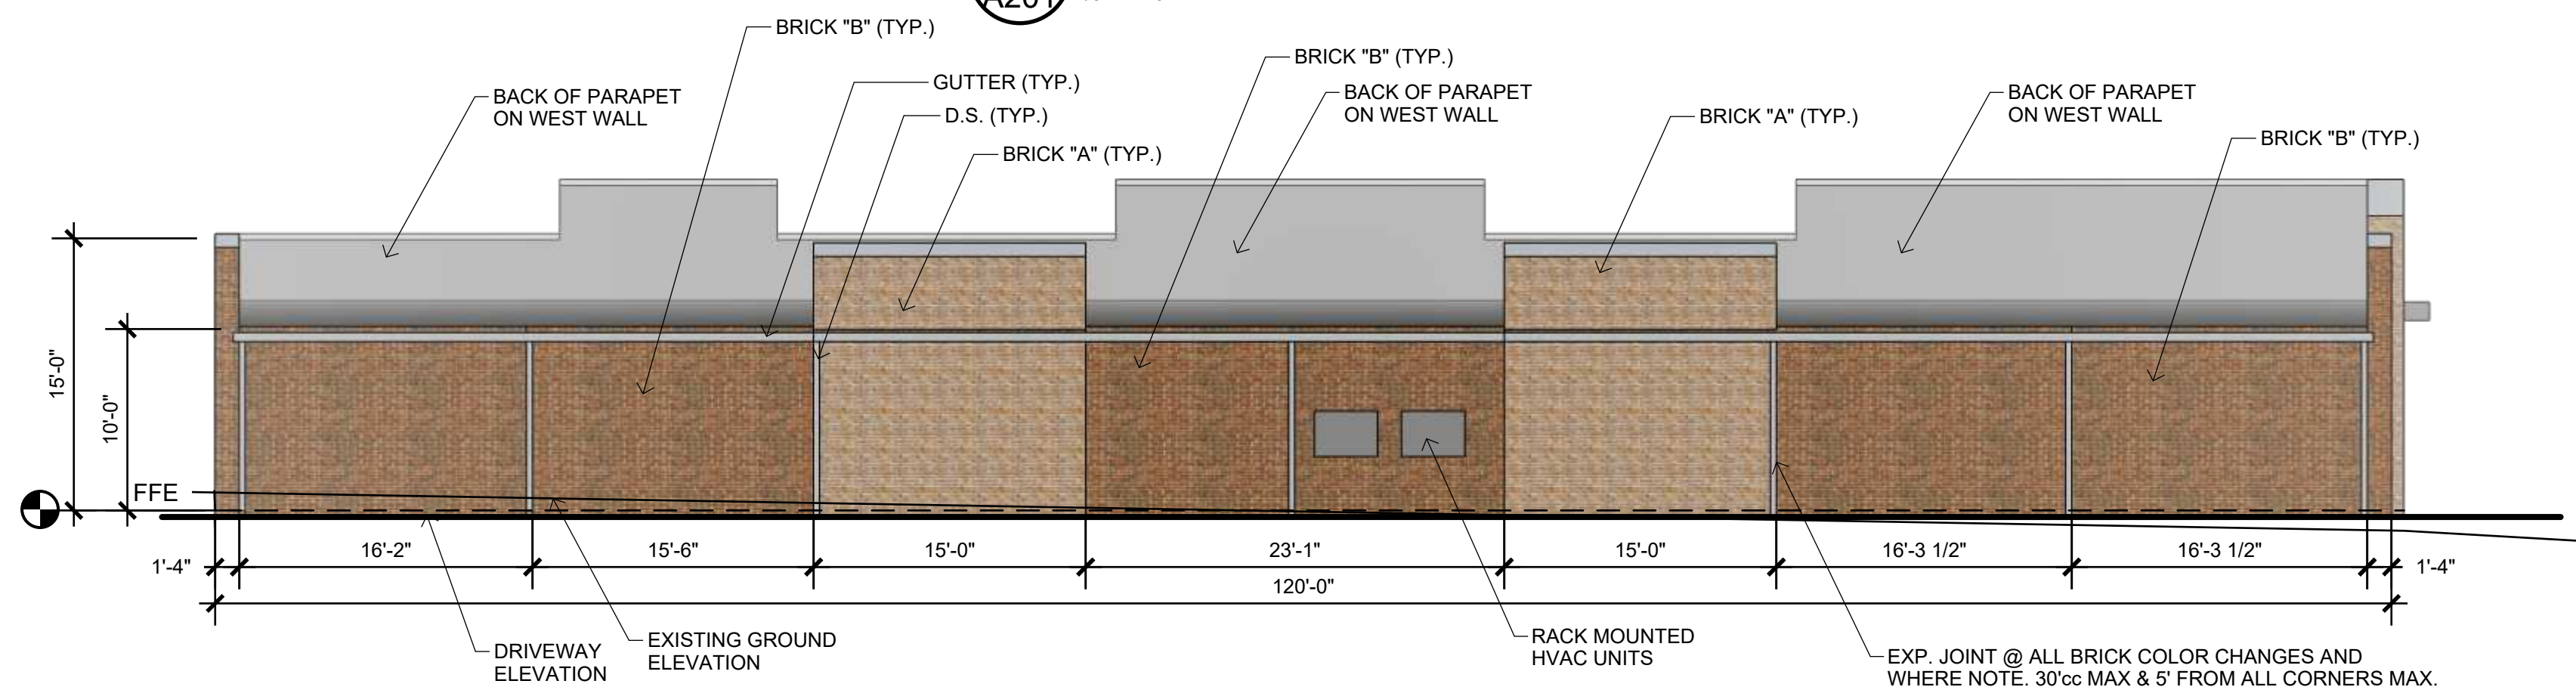 A201
BRICK "B" (TYP.)
GUTTER (TYP.)
D.S. (TYP.)
BRICK "A" (TYP.)
BACK OF PARAPET
ON WEST WALL
BRICK "B" (TYP.)
BACK OF PARAPET
ON WEST WALL
BRICK "A" (TYP.)
BACK OF PARAPET
ON WEST WALL
BRICK "B" (TYP.)
15'-0"
10'-0"
FFE
1'-4"
16'-2"
15'-6"
15'-0"
23'-1"
15'-0"
16'-3 1/2"
16'-3 1/2"
1'-4"
120'-0"
DRIVEWAY
ELEVATION
EXISTING GROUND
ELEVATION
RACK MOUNTED
HVAC UNITS
EXP. JOINT @ ALL BRICK COLOR CHANGES AND
WHERE NOTE. 30'cc MAX & 5' FROM ALL CORNERS MAX.